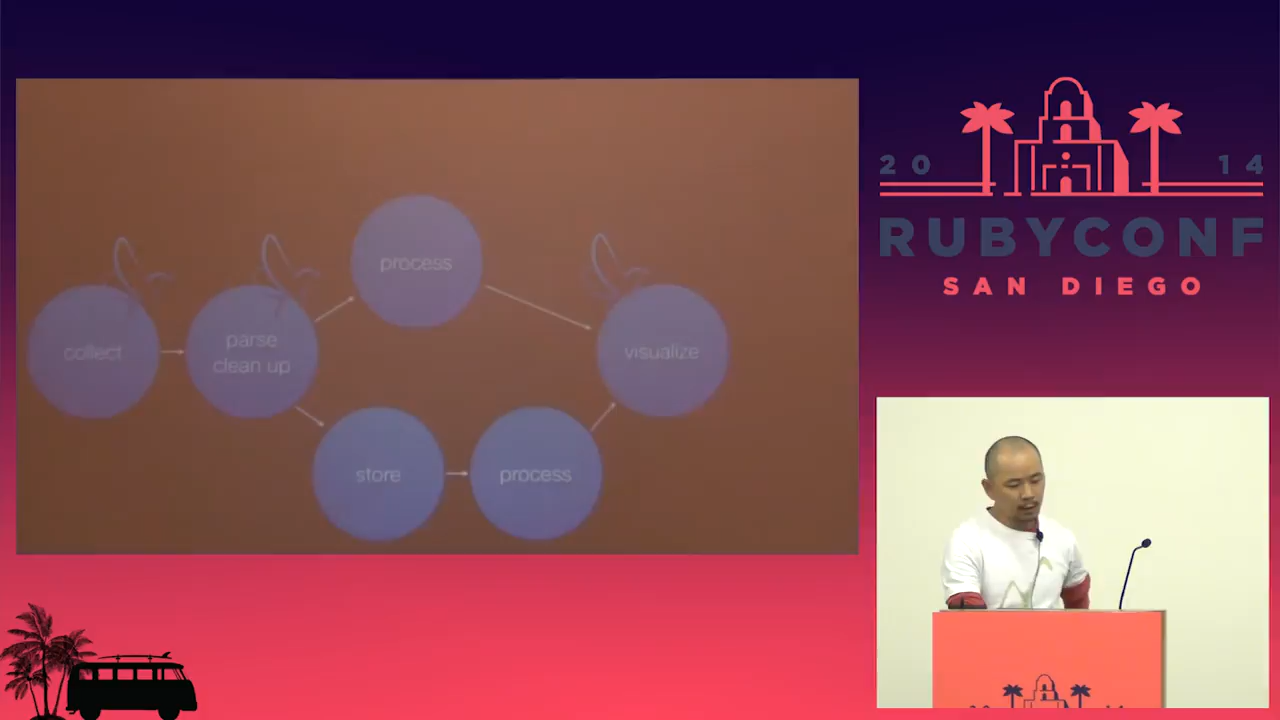 process
collect
parse
clean up
visualize
store
process
20 14
RUBYCONF
SAN DIEGO